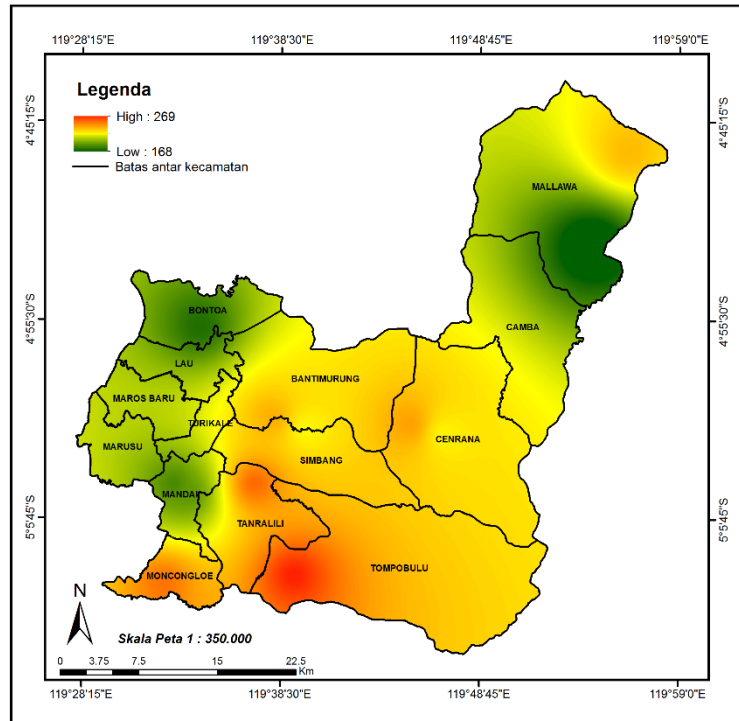 119°28'15"E 119°38'30"E 119°48'45"E 119°59'0"E
Legenda
High : 269
Low : 168
Batas antar kecamatan
4°45'15"S 4°45'15"S
MALLAWA
BONTOA
4°55'30"S 4°55'30"S
CAMBA
LAU
BANTIMURUNG
MAROS BARU
TURIKALE
MARUSU
CENRANA
SIMBANG
MANDAI
5°5'45"S 5°5'45"S
TANRALILI
TOMPOBULU
MONCONGLOE
N
Skala Peta 1 : 350.000
0 3.75 7.5 15 22.5
Km
119°28'15"E 119°38'30"E 119°48'45"E 119°59'0"E